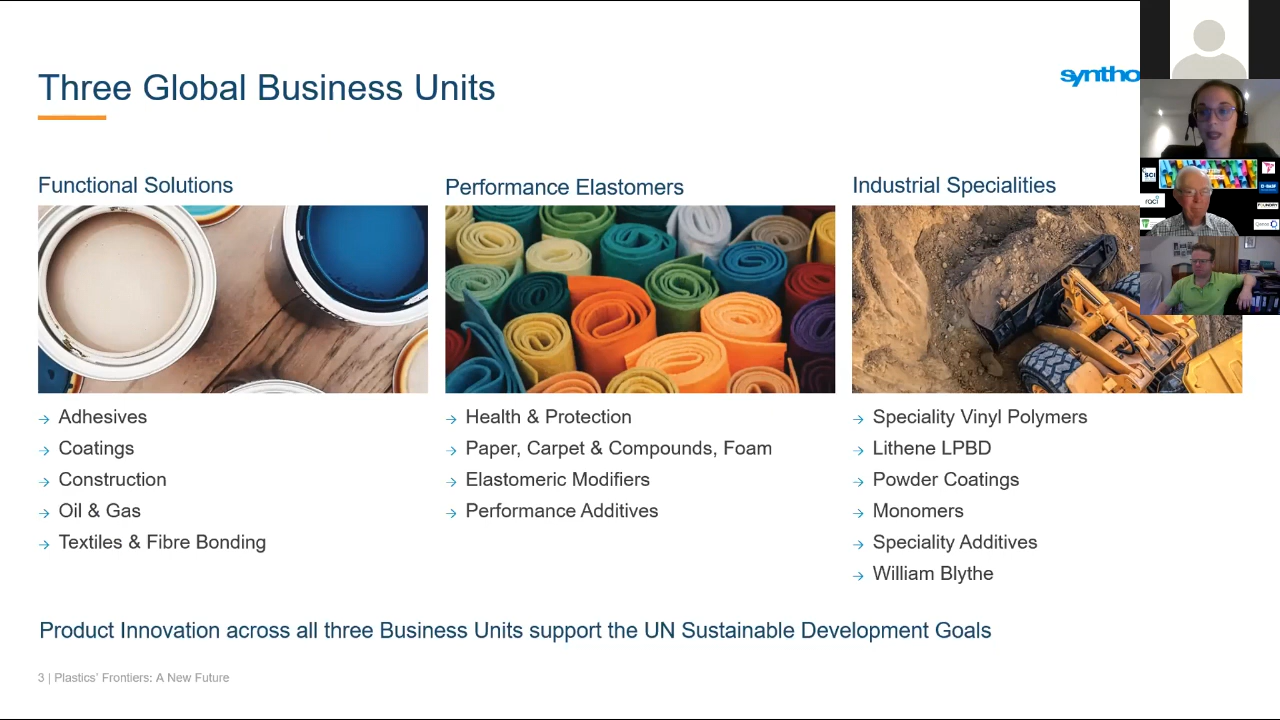 Three Global Business Units
syntho
Functional Solutions
Adhesives
Coatings
Construction
Oil & Gas
Textiles & Fibre Bonding
Performance Elastomers
Health & Protection
Paper, Carpet & Compounds, Foam
Elastomeric Modifiers
Performance Additives
Industrial Specialities
Speciality Vinyl Polymers
Lithene LPBD
Powder Coatings
Monomers
Speciality Additives
William Blythe
Product Innovation across all three Business Units support the UN Sustainable Development Goals
3 | Plastics' Frontiers: A New Future
SCI
raci